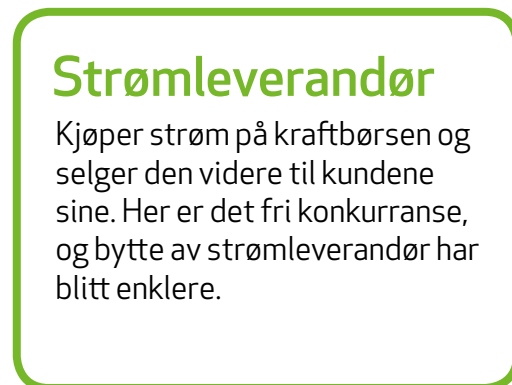 Strømleverandør
Kjøper strøm på kraftbørsen og
selger den videre til kundene
sine. Her er det fri konkurranse,
og bytte av strømleverandør har
blitt enklere.